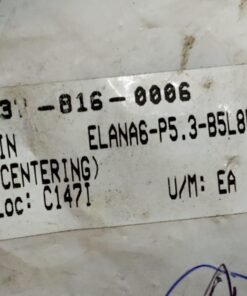 -816-0006
IN ELANA6-P5.3-B5L8
CENTERING)
Loc: C147I U/M: EA